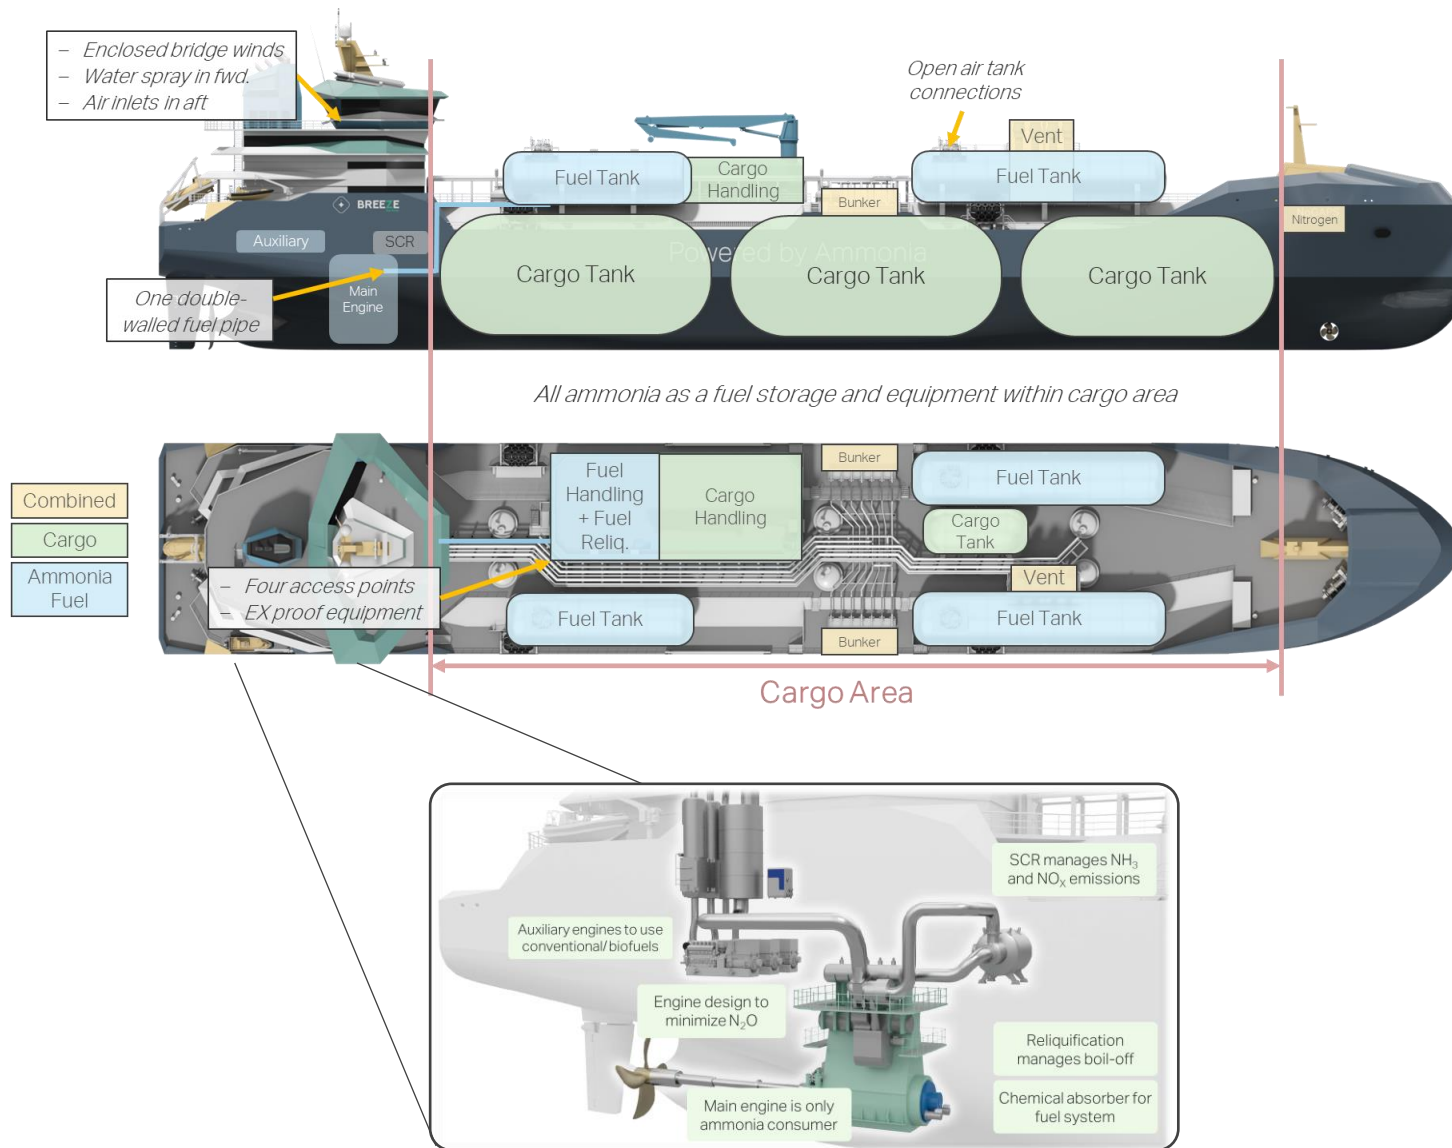 – Enclosed bridge winds
– Water spray in fwd.
– Air inlets in aft
Open air tank
connections
Vent
Fuel Tank
Cargo
Handling
Fuel Tank
Bunker
BREEZE
Nitrogen
Auxiliary
SCR
Powered by Ammonia
Cargo Tank
Cargo Tank
Cargo Tank
Main
Engine
One double-
walled fuel pipe
All ammonia as a fuel storage and equipment within cargo area
Combined
Cargo
Ammonia
Fuel
Fuel
Handling
+ Fuel
Reliq.
Cargo
Handling
Bunker
Fuel Tank
Cargo
Tank
Vent
– Four access points
– EX proof equipment
Fuel Tank
Bunker
Fuel Tank
Cargo Area
SCR manages NH₃
and NOₓ emissions
Auxiliary engines to use
conventional/biofuels
Engine design to
minimize N₂O
Reliquification
manages boil-off
Main engine is only
ammonia consumer
Chemical absorber for
fuel system